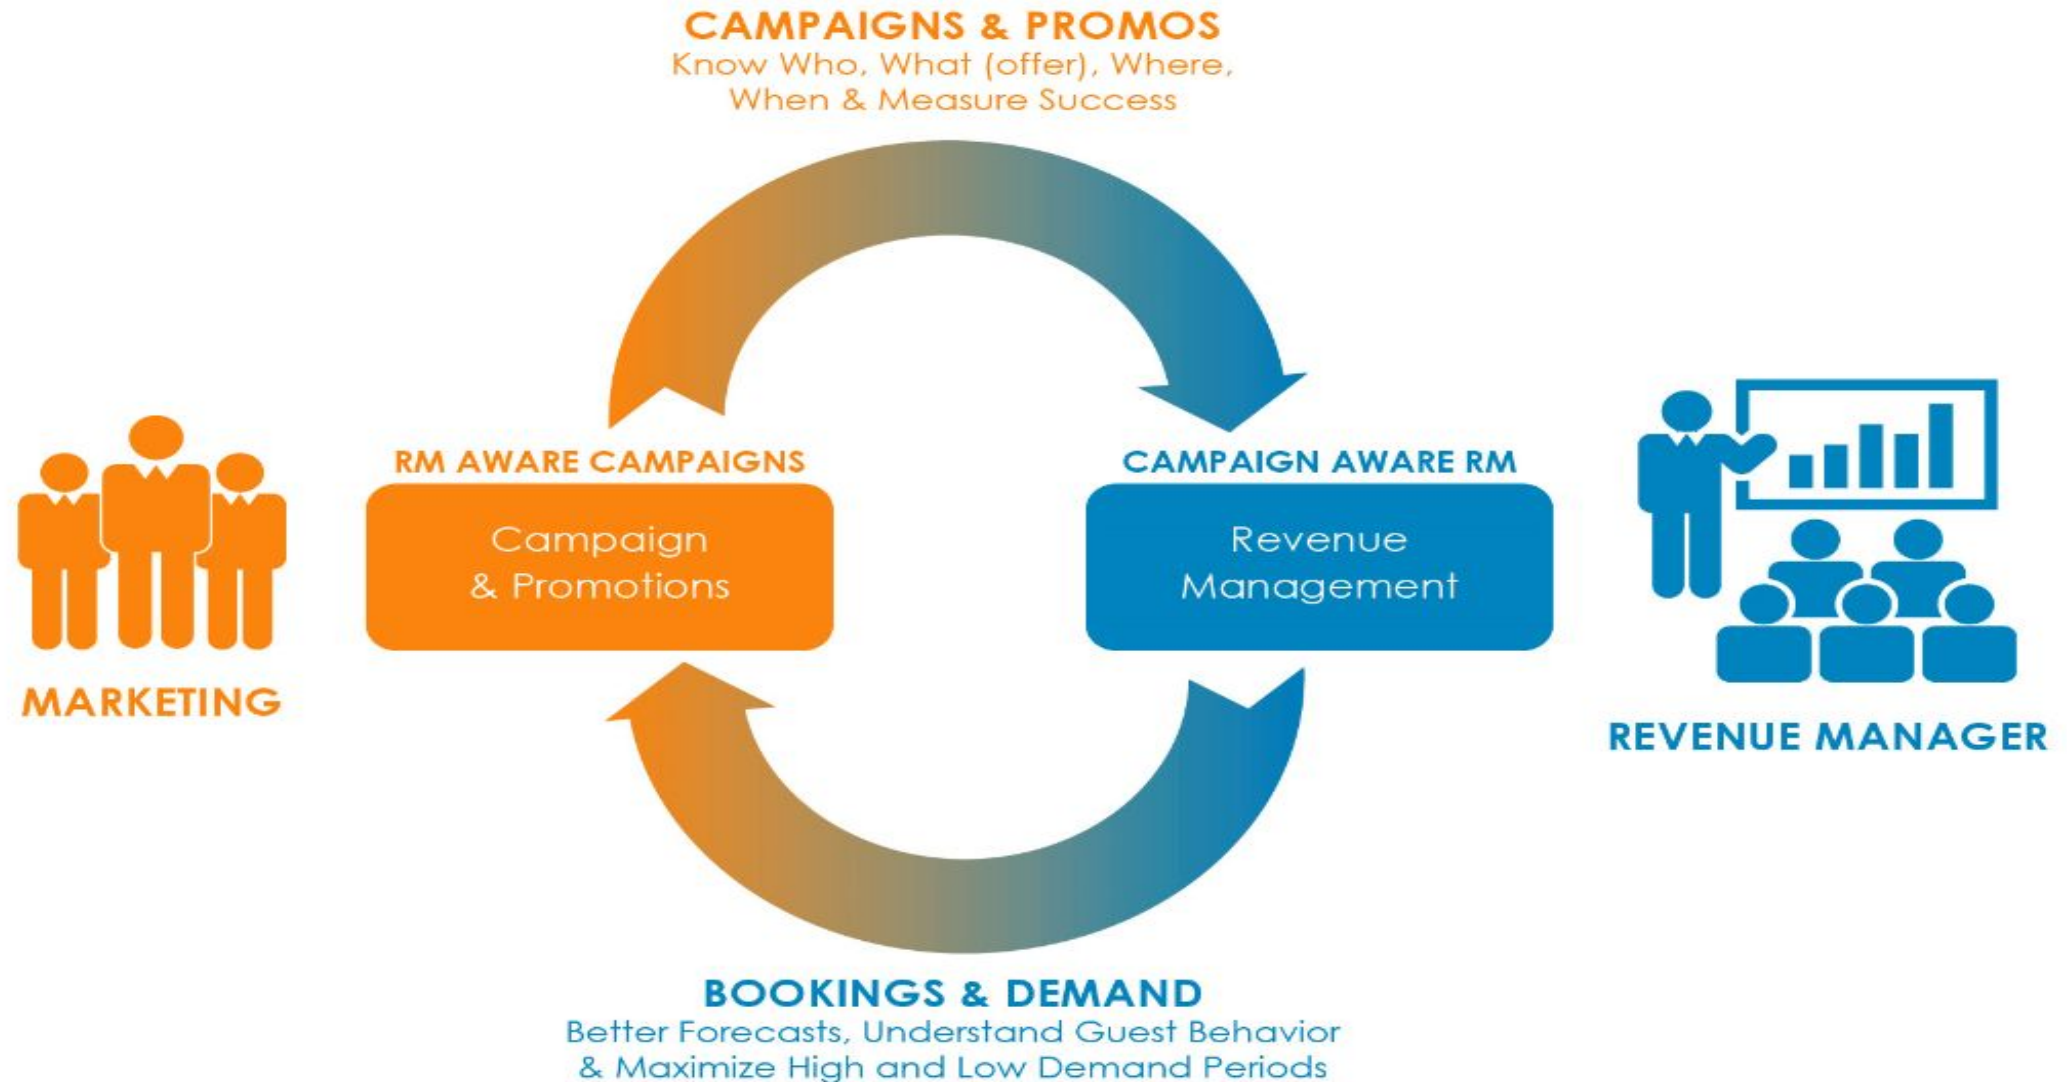 CAMPAIGNS & PROMOS
Know Who, What (offer), Where,
When & Measure Success
RM AWARE CAMPAIGNS
CAMPAIGN AWARE RM
Campaign
& Promotions
Revenue
Management
MARKETING
REVENUE MANAGER
BOOKINGS & DEMAND
Better Forecasts, Understand Guest Behavior
& Maximize High and Low Demand Periods